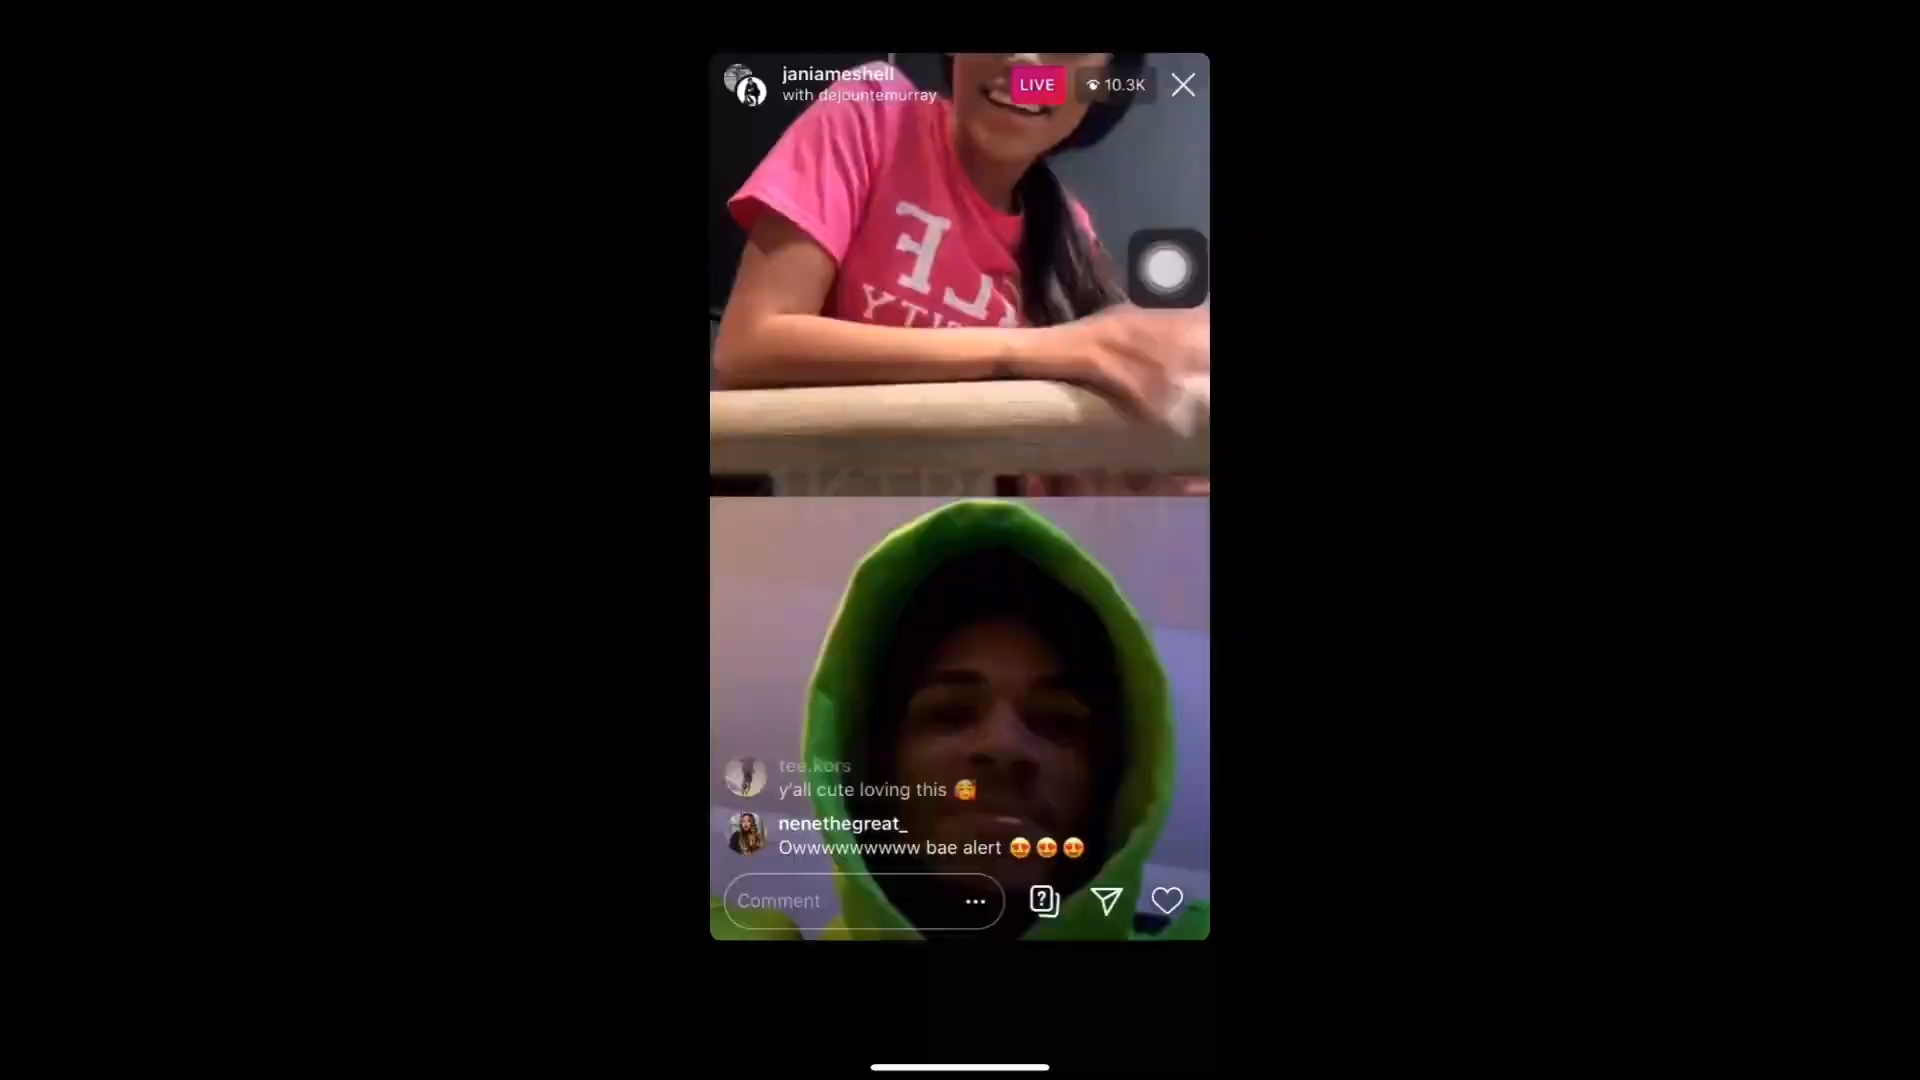 janiameshell
with dejountemurray
LIVE
10.3K
tee.kors
y'all cute loving this 🥰
nenethegreat_
Owwwwwwwwww bae alert 😍 😍 😍
Comment